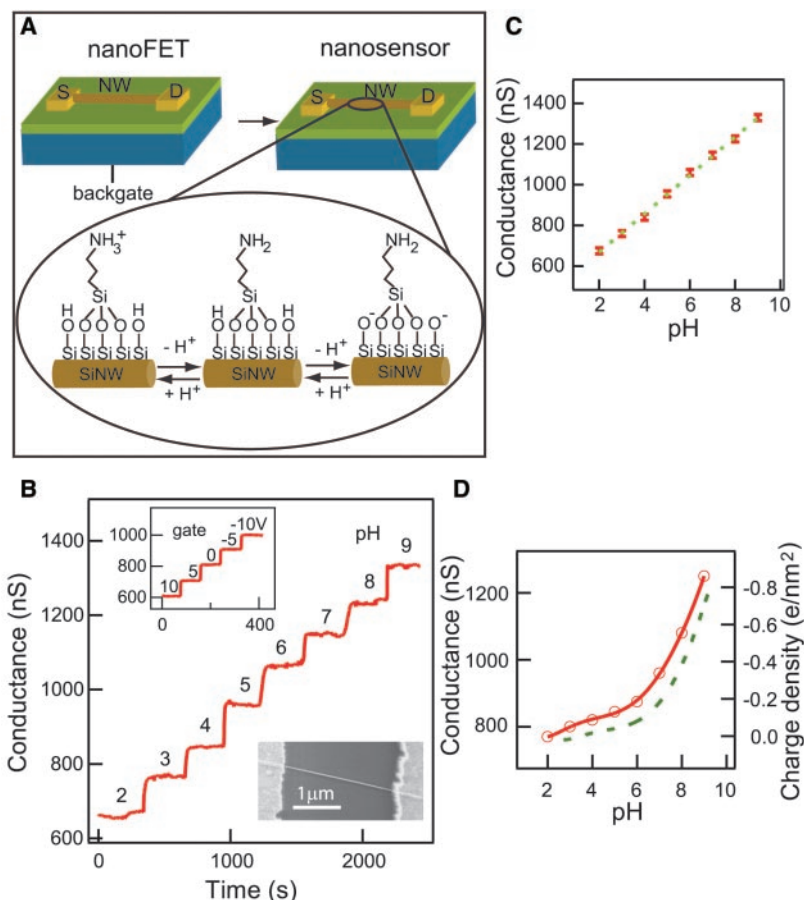 A
nanoFET
nanosensor
S NW D
S NW D
backgate
NH3+
NH2
NH2
Si
Si
Si
H H
H H
O O O O O
O O O O O
O- O O O O-
Si Si Si Si Si
Si Si Si Si Si
Si Si Si Si Si
- H+
- H+
SiNW
SiNW
SiNW
+ H+
+ H+
B
Conductance (nS)
1400
1200
1000
800
600
0 1000 2000
Time (s)
pH
2
3
4
5
6
7
8
9
gate
1000
800
600
0 400
10
5
0
-5
-10V
1μm
C
Conductance (nS)
1400
1200
1000
800
600
2 4 6 8
pH
D
Conductance (nS)
1200
1000
800
2 4 6 8 10
pH
-0.8
-0.6
-0.4
-0.2
0.0
Charge density (e/nm2)